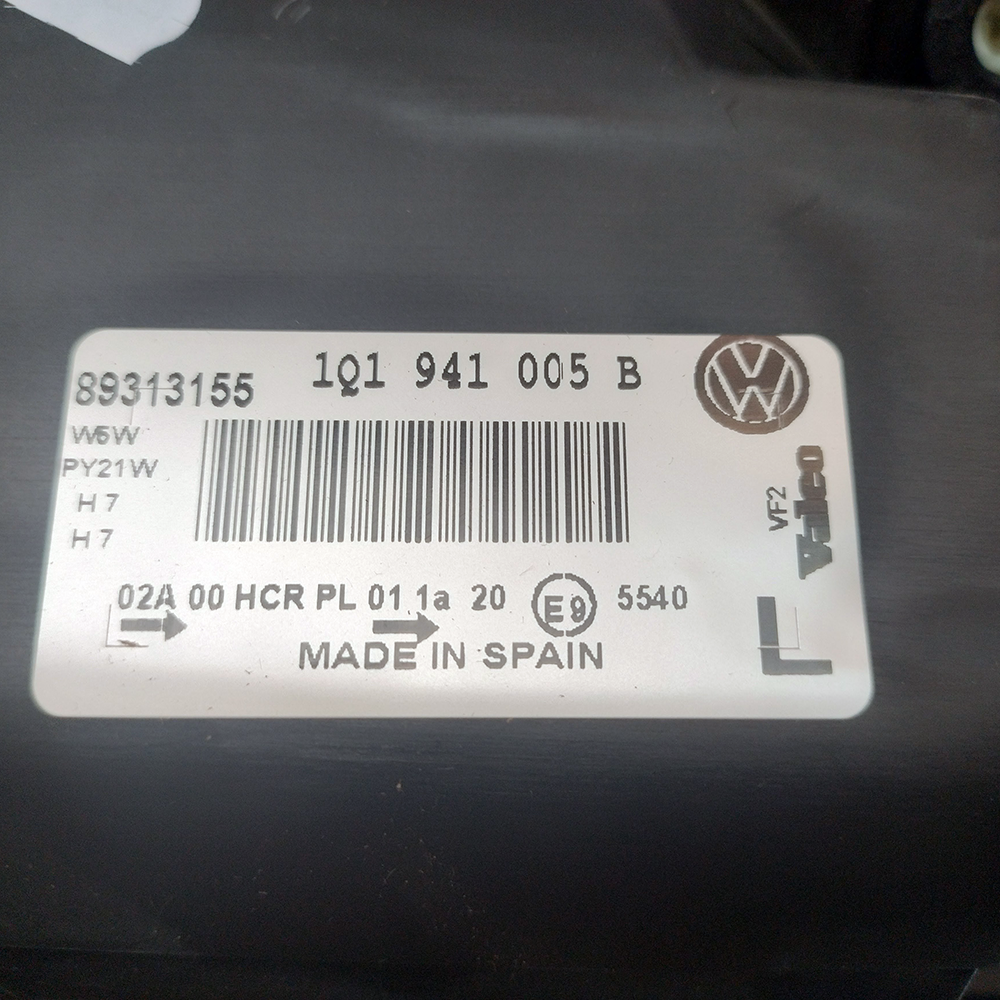 89313155
1Q1 941 005 B
W5W
PY21W
H7
H7
VF2
Valeo
02A 00 HCR PL 01 1a 20 E9 5540
MADE IN SPAIN
L